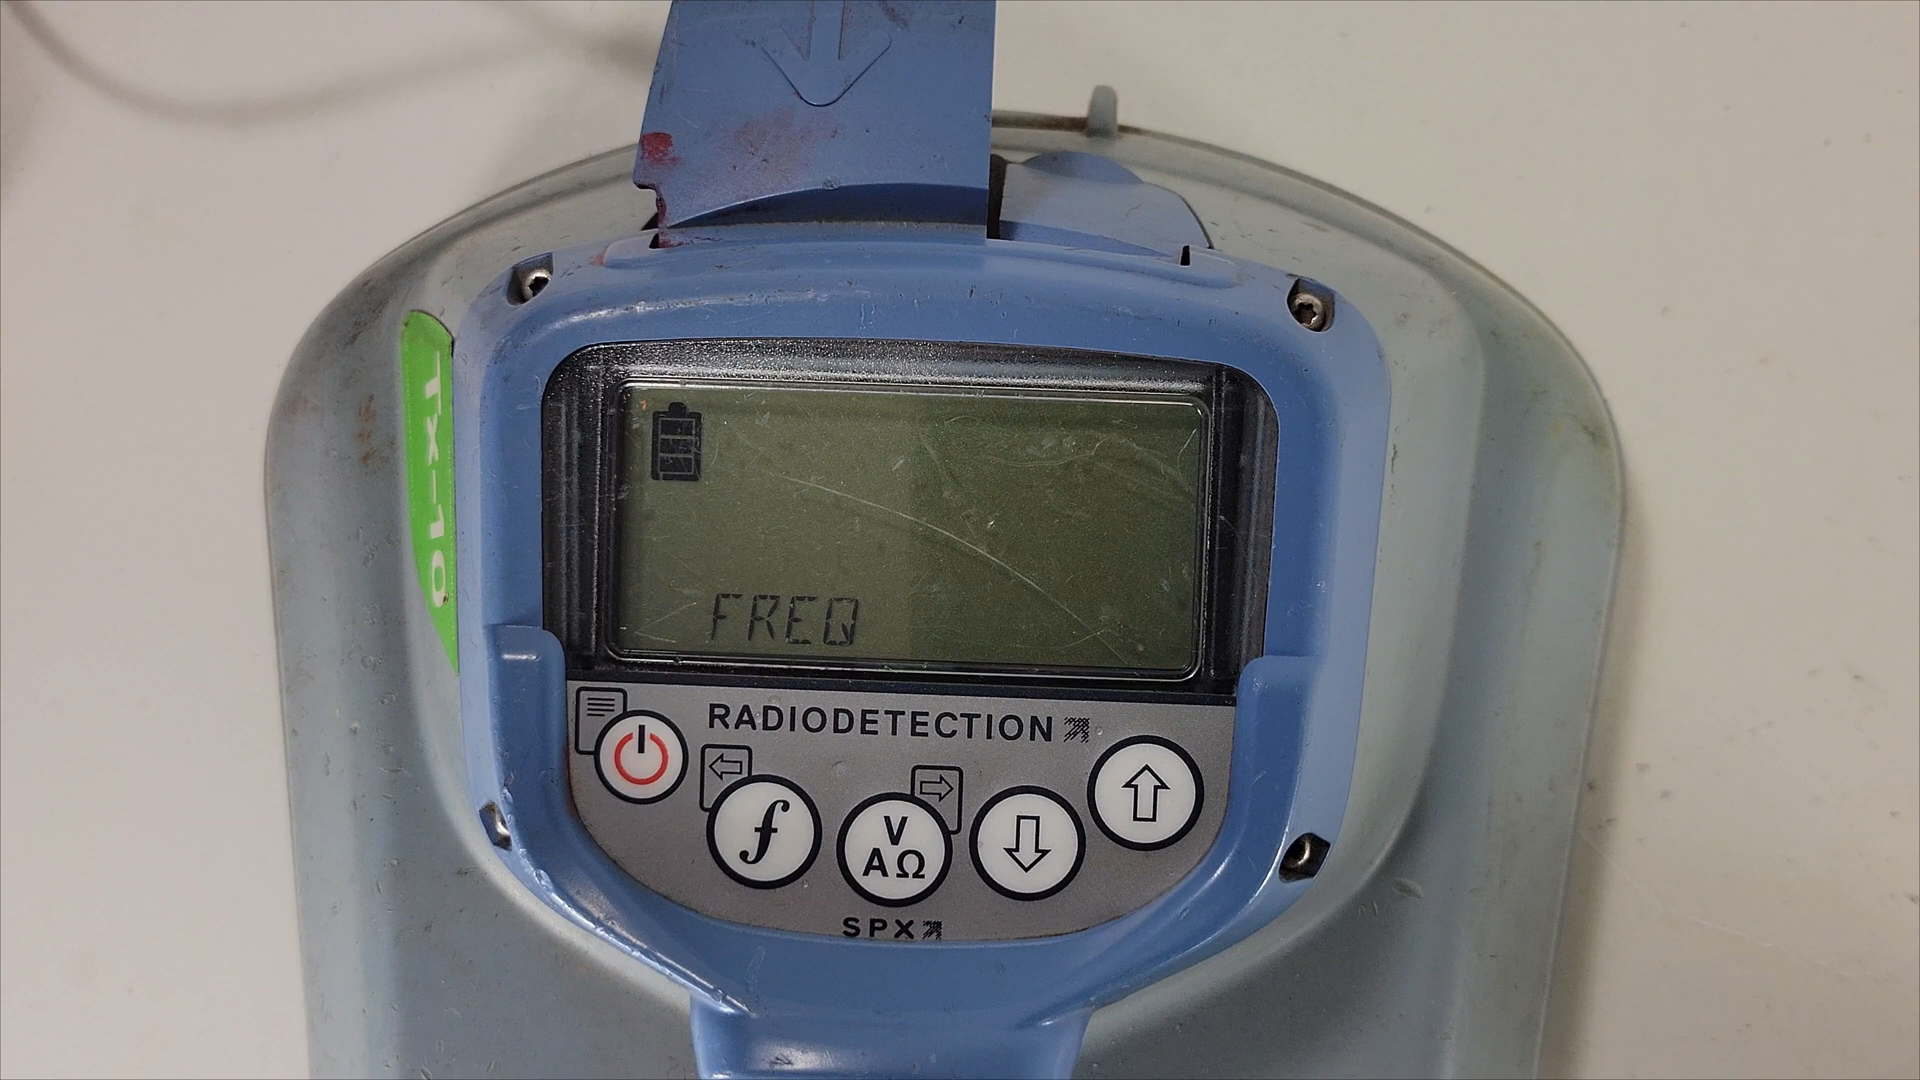 Tx-10
FREQ
RADIODETECTION
f
V
AΩ
SPX